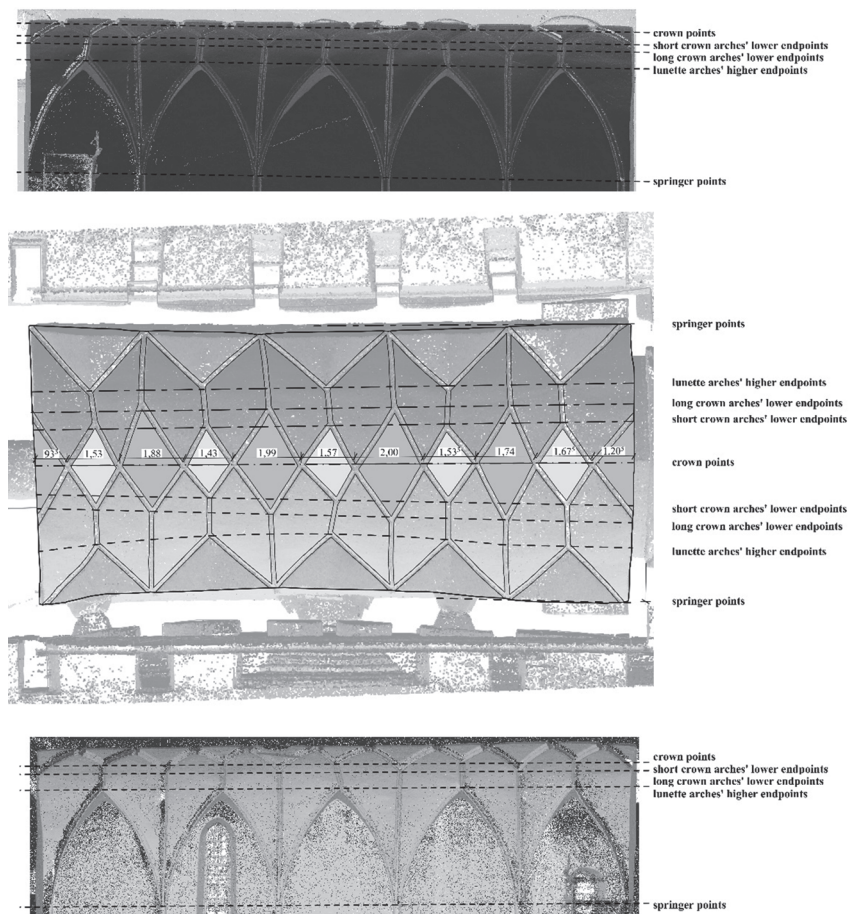 crown points
short crown arches' lower endpoints
long crown arches' lower endpoints
lunette arches' higher endpoints
springer points
springer points
lunette arches' higher endpoints
long crown arches' lower endpoints
short crown arches' lower endpoints
93⁵ 1,53 1,88 1,43 1,99 1,57 2,00 1,53⁵ 1,74 1,67⁵ 1,20⁵
crown points
short crown arches' lower endpoints
long crown arches' lower endpoints
lunette arches' higher endpoints
springer points
crown points
short crown arches' lower endpoints
long crown arches' lower endpoints
lunette arches' higher endpoints
springer points